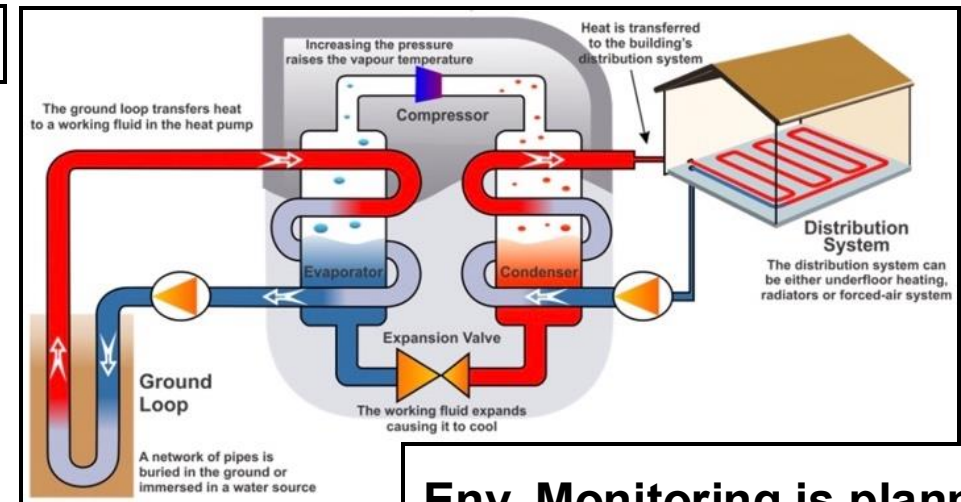 Increasing the pressure
raises the vapour temperature
Heat is transferred
to the building's
distribution system
The ground loop transfers heat
to a working fluid in the heat pump
Compressor
Evaporator
Condenser
Distribution
System
The distribution system can
be either underfloor heating,
radiators or forced-air system
Expansion Valve
The working fluid expands
causing it to cool
Ground
Loop
A network of pipes is
buried in the ground or
immersed in a water source
Env. Monitoring is plann